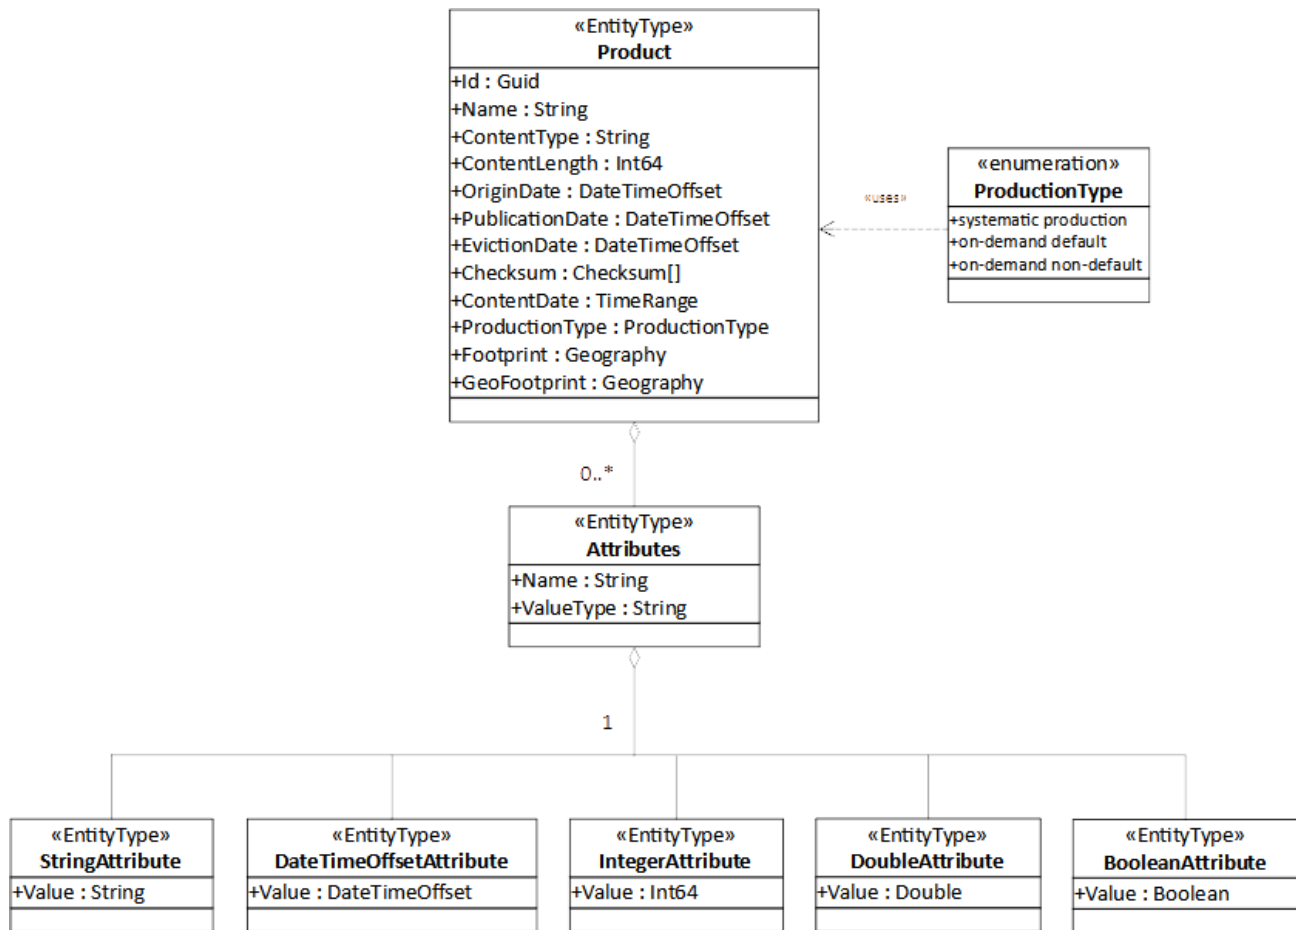 «EntityType»
Product
+Id : Guid
+Name : String
+ContentType : String
+ContentLength : Int64
+OriginDate : DateTimeOffset
+PublicationDate : DateTimeOffset
+EvictionDate : DateTimeOffset
+Checksum : Checksum[]
+ContentDate : TimeRange
+ProductionType : ProductionType
+Footprint : Geography
+GeoFootprint : Geography
«uses»
«enumeration»
ProductionType
+systematic production
+on-demand default
+on-demand non-default
0..*
«EntityType»
Attributes
+Name : String
+ValueType : String
1
«EntityType»
StringAttribute
+Value : String
«EntityType»
DateTimeOffsetAttribute
+Value : DateTimeOffset
«EntityType»
IntegerAttribute
+Value : Int64
«EntityType»
DoubleAttribute
+Value : Double
«EntityType»
BooleanAttribute
+Value : Boolean